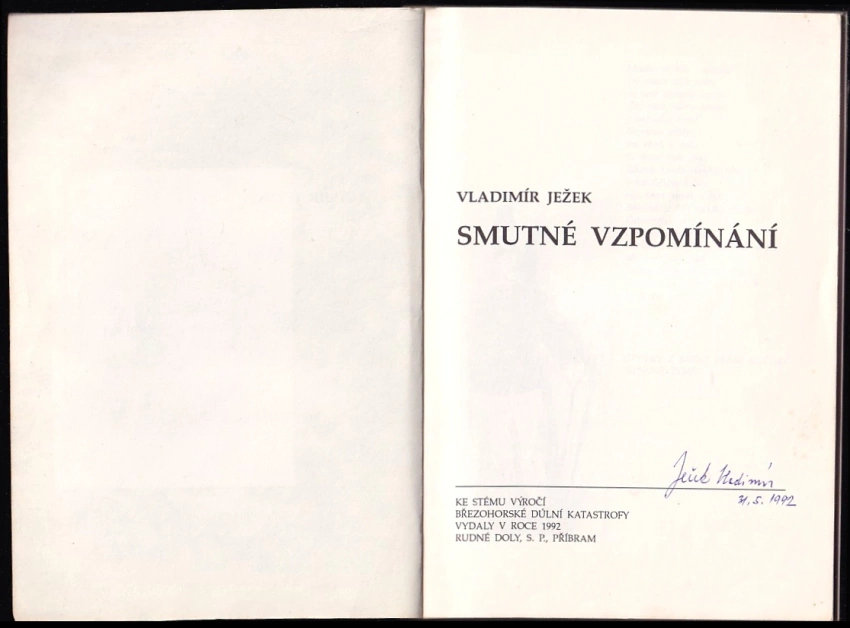 VLADIMÍR JEŽEK
SMUTNÉ VZPOMÍNÁNÍ
Ježek Vladimír
31.5.1992
KE STÉMU VÝROČÍ
BŘEZOHORSKÉ DŮLNÍ KATASTROFY
VYDALY V ROCE 1992
RUDNÉ DOLY, S. P., PŘÍBRAM